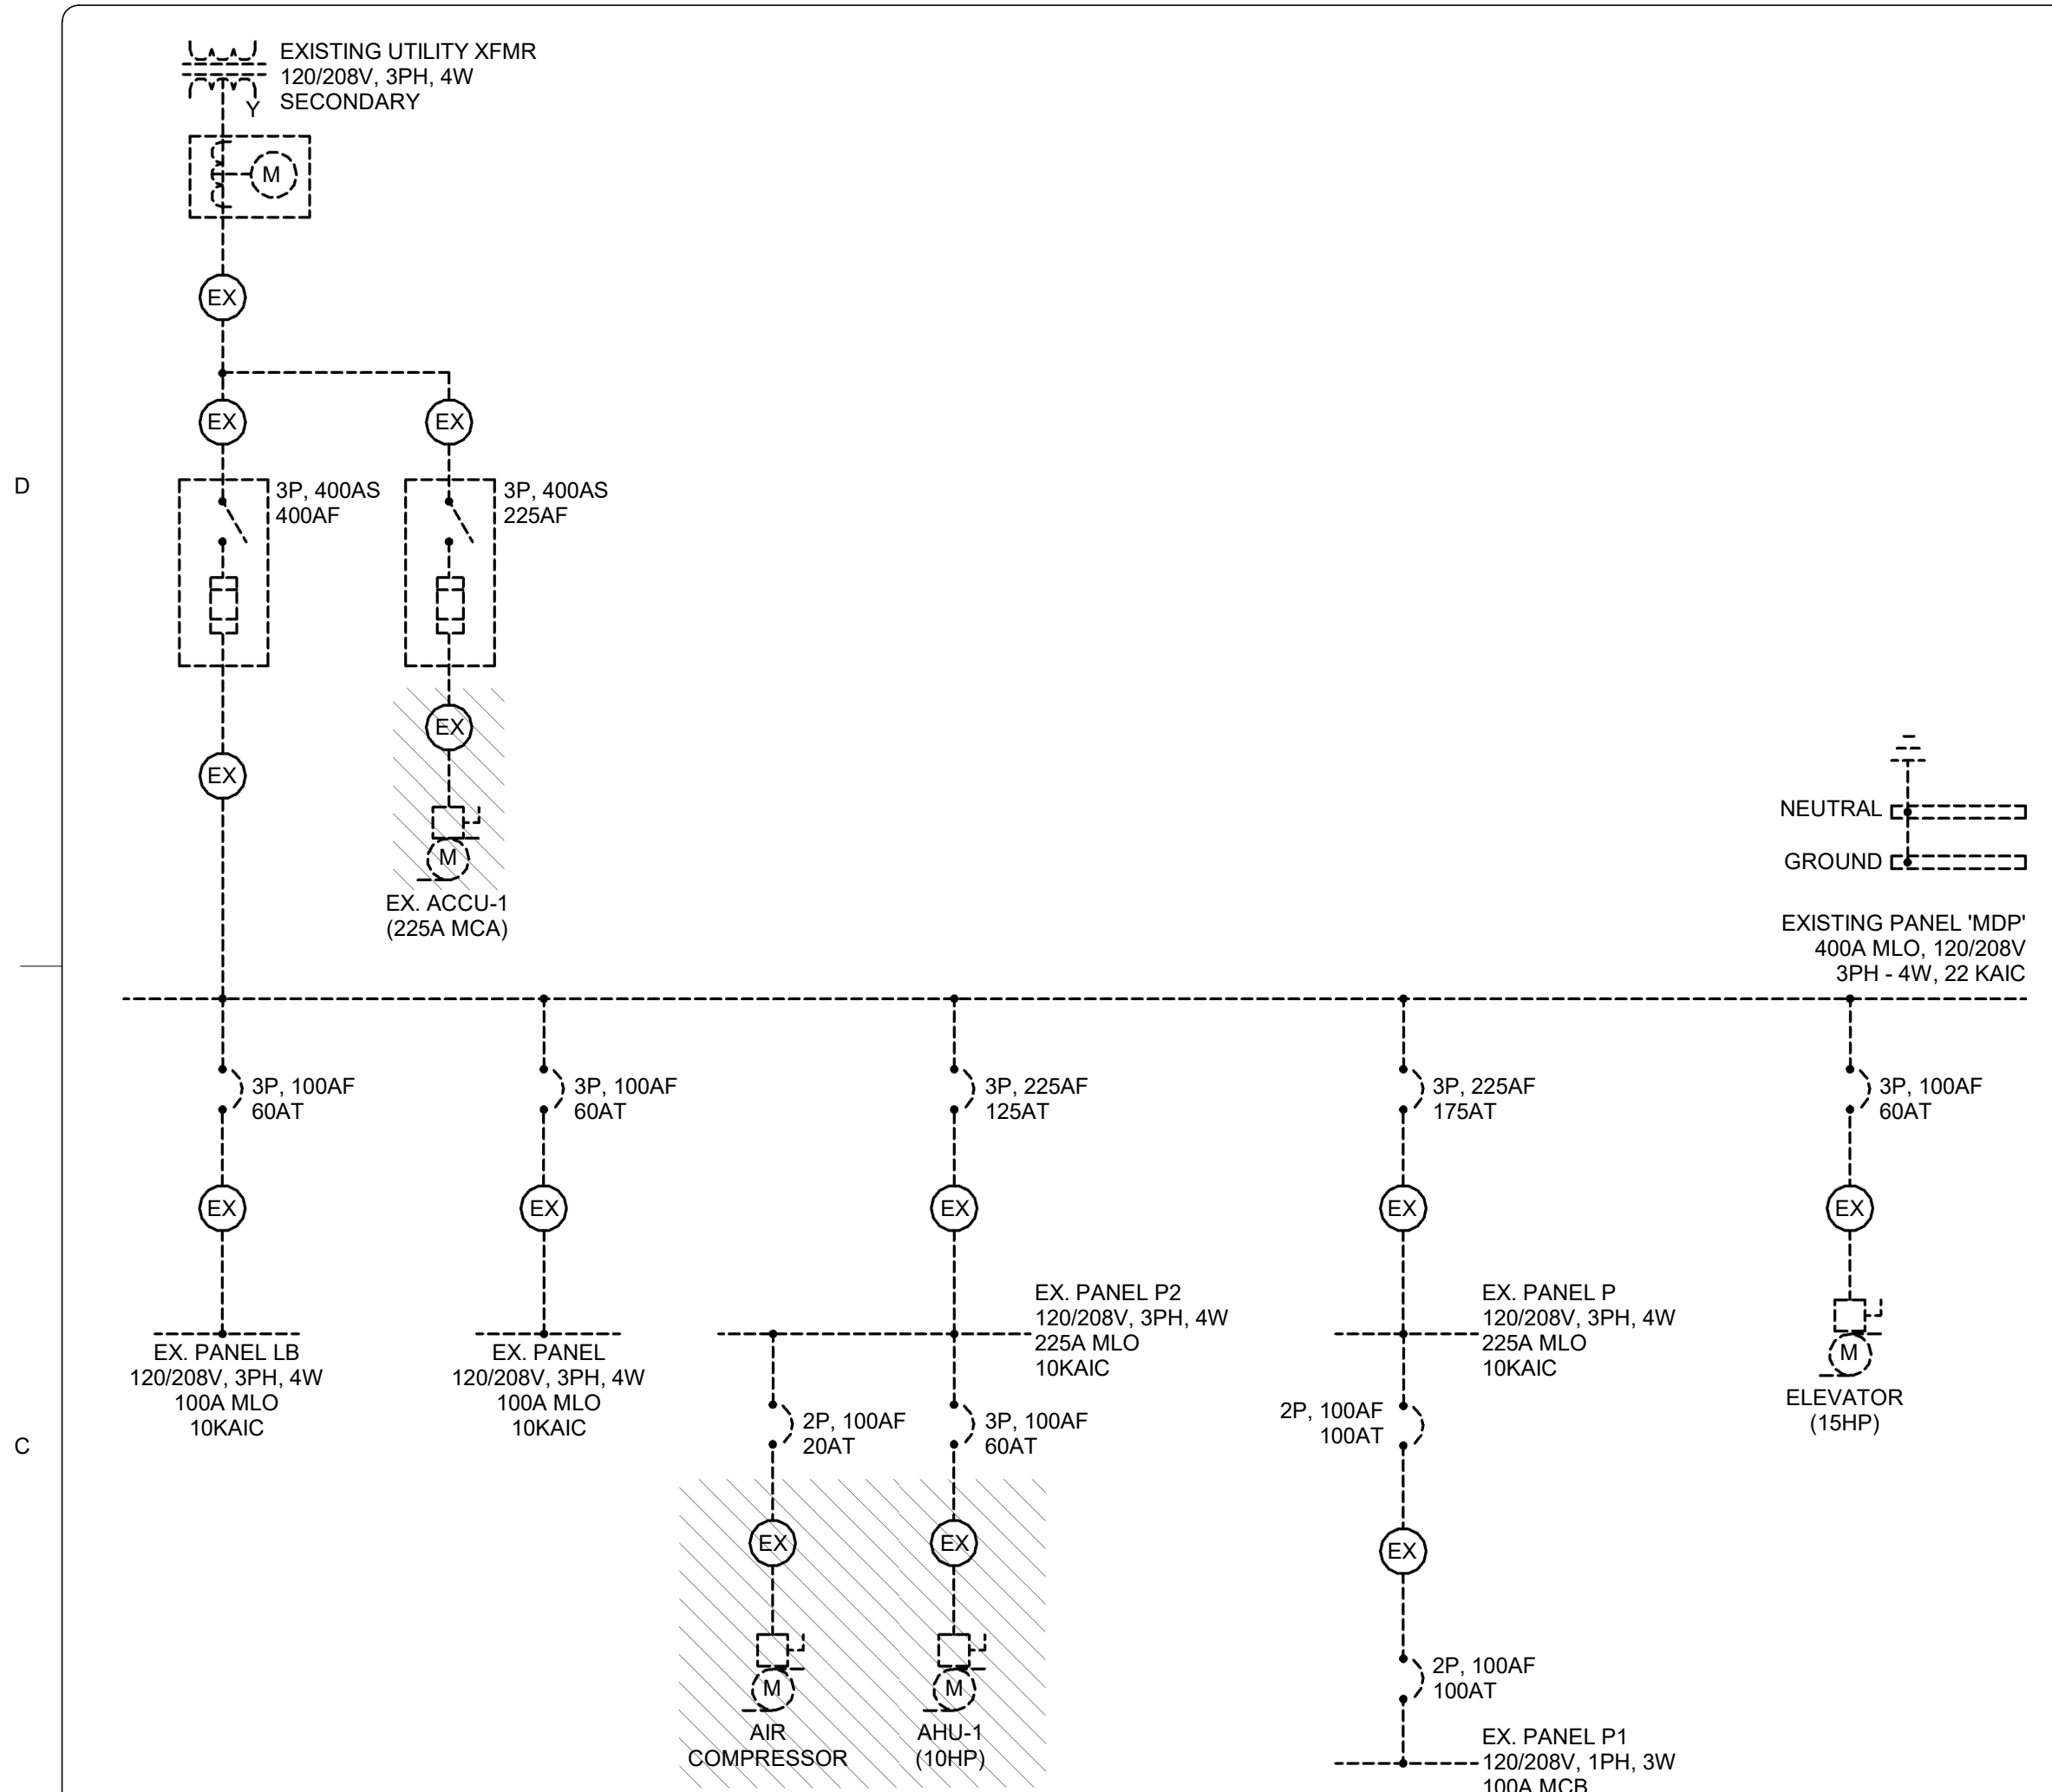 EXISTING UTILITY XFMR
120/208V, 3PH, 4W
SECONDARY
Y
M
EX
EX
EX
D
3P, 400AS
400AF
3P, 400AS
225AF
EX
EX
M
EX. ACCU-1
(225A MCA)
NEUTRAL
GROUND
EXISTING PANEL 'MDP'
400A MLO, 120/208V
3PH - 4W, 22 KAIC
3P, 100AF
60AT
3P, 100AF
60AT
3P, 225AF
125AT
3P, 225AF
175AT
3P, 100AF
60AT
EX
EX
EX
EX
EX
EX. PANEL LB
120/208V, 3PH, 4W
100A MLO
10KAIC
EX. PANEL
120/208V, 3PH, 4W
100A MLO
10KAIC
EX. PANEL P2
120/208V, 3PH, 4W
225A MLO
10KAIC
EX. PANEL P
120/208V, 3PH, 4W
225A MLO
10KAIC
M
ELEVATOR
(15HP)
C
2P, 100AF
20AT
3P, 100AF
60AT
2P, 100AF
100AT
EX
EX
EX
M
AIR
COMPRESSOR
M
AHU-1
(10HP)
2P, 100AF
100AT
EX. PANEL P1
120/208V, 1PH, 3W
100A MCB